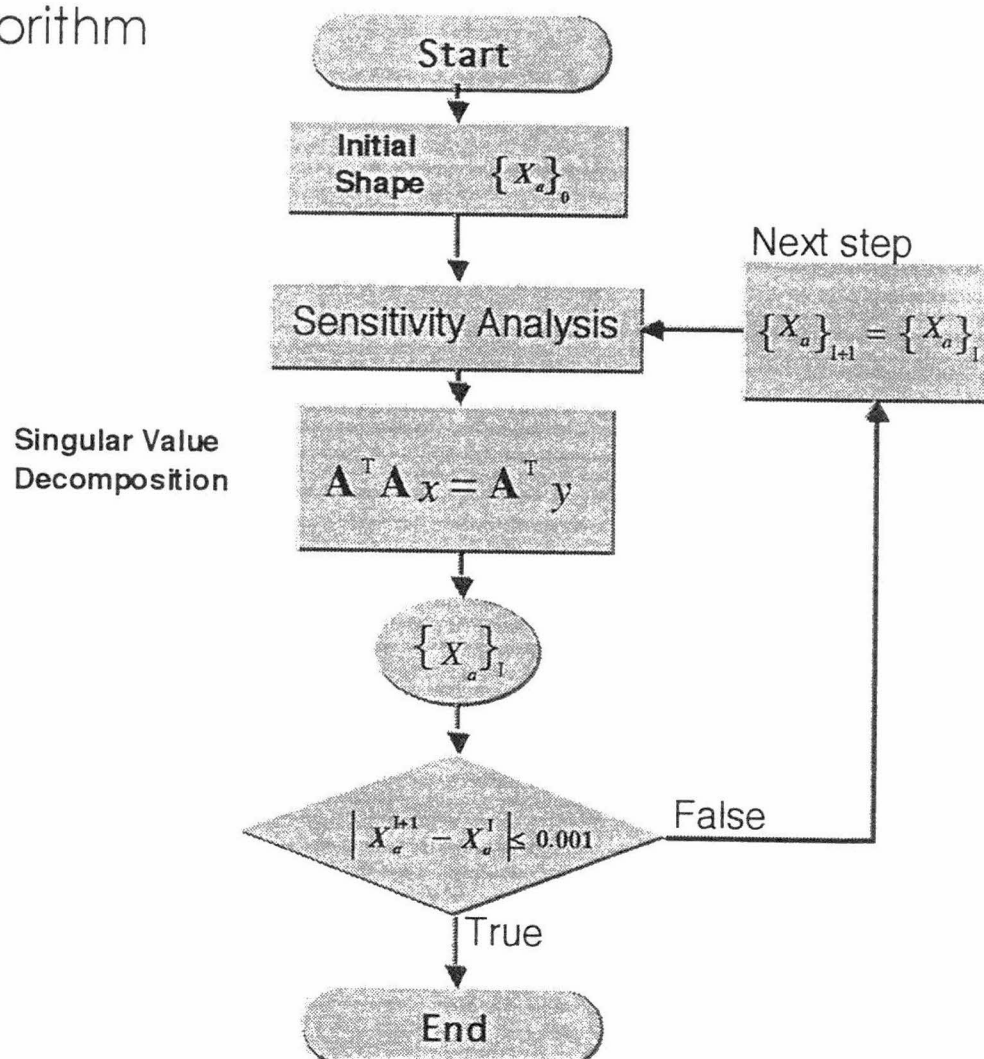 orithm
Start
Initial
Shape
{X_a}_0
Next step
{X_a}_{I+1} = {X_a}_I
Sensitivity Analysis
Singular Value
Decomposition
A^T A x = A^T y
{X_a}_I
| X_a^{I+1} − X_a^I | ≤ 0.001
False
True
End